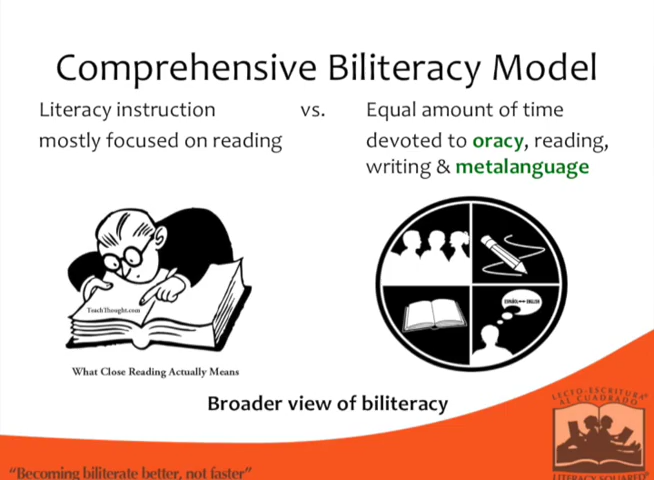 Comprehensive Biliteracy Model
Literacy instruction
mostly focused on reading
vs.
Equal amount of time
devoted to oracy, reading,
writing & metalanguage
TeachThought.com
What Close Reading Actually Means
ESPAÑOL ENGLISH
Broader view of biliteracy
LECTO-ESCRITURA
AL CUADRADO
LITERACY SQUARED®
“Becoming biliterate better, not faster”